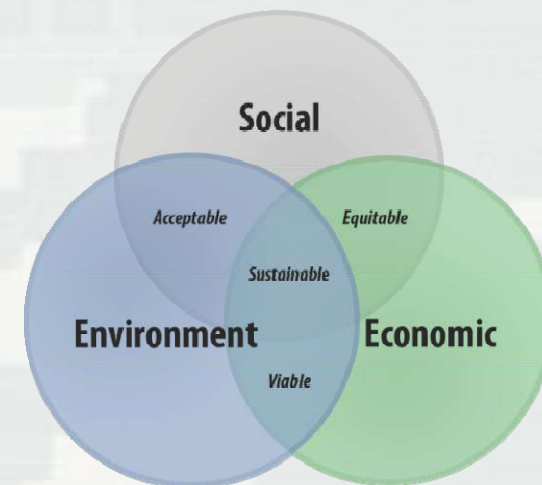 Social
Acceptable
Equitable
Sustainable
Environment
Economic
Viable